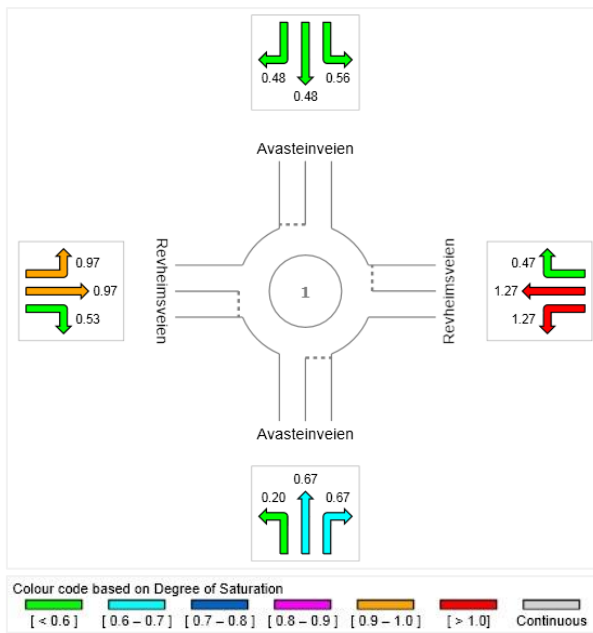 0.48 0.56
0.48
Avasteinveien
Revheimsveien
0.97
0.97
0.53
1
Revheimsveien
0.47
1.27
1.27
Avasteinveien
0.67
0.20 0.67
Colour code based on Degree of Saturation
[ < 0.6 ] [ 0.6 – 0.7 ] [ 0.7 – 0.8 ] [ 0.8 – 0.9 ] [ 0.9 – 1.0 ] [ > 1.0 ] Continuous